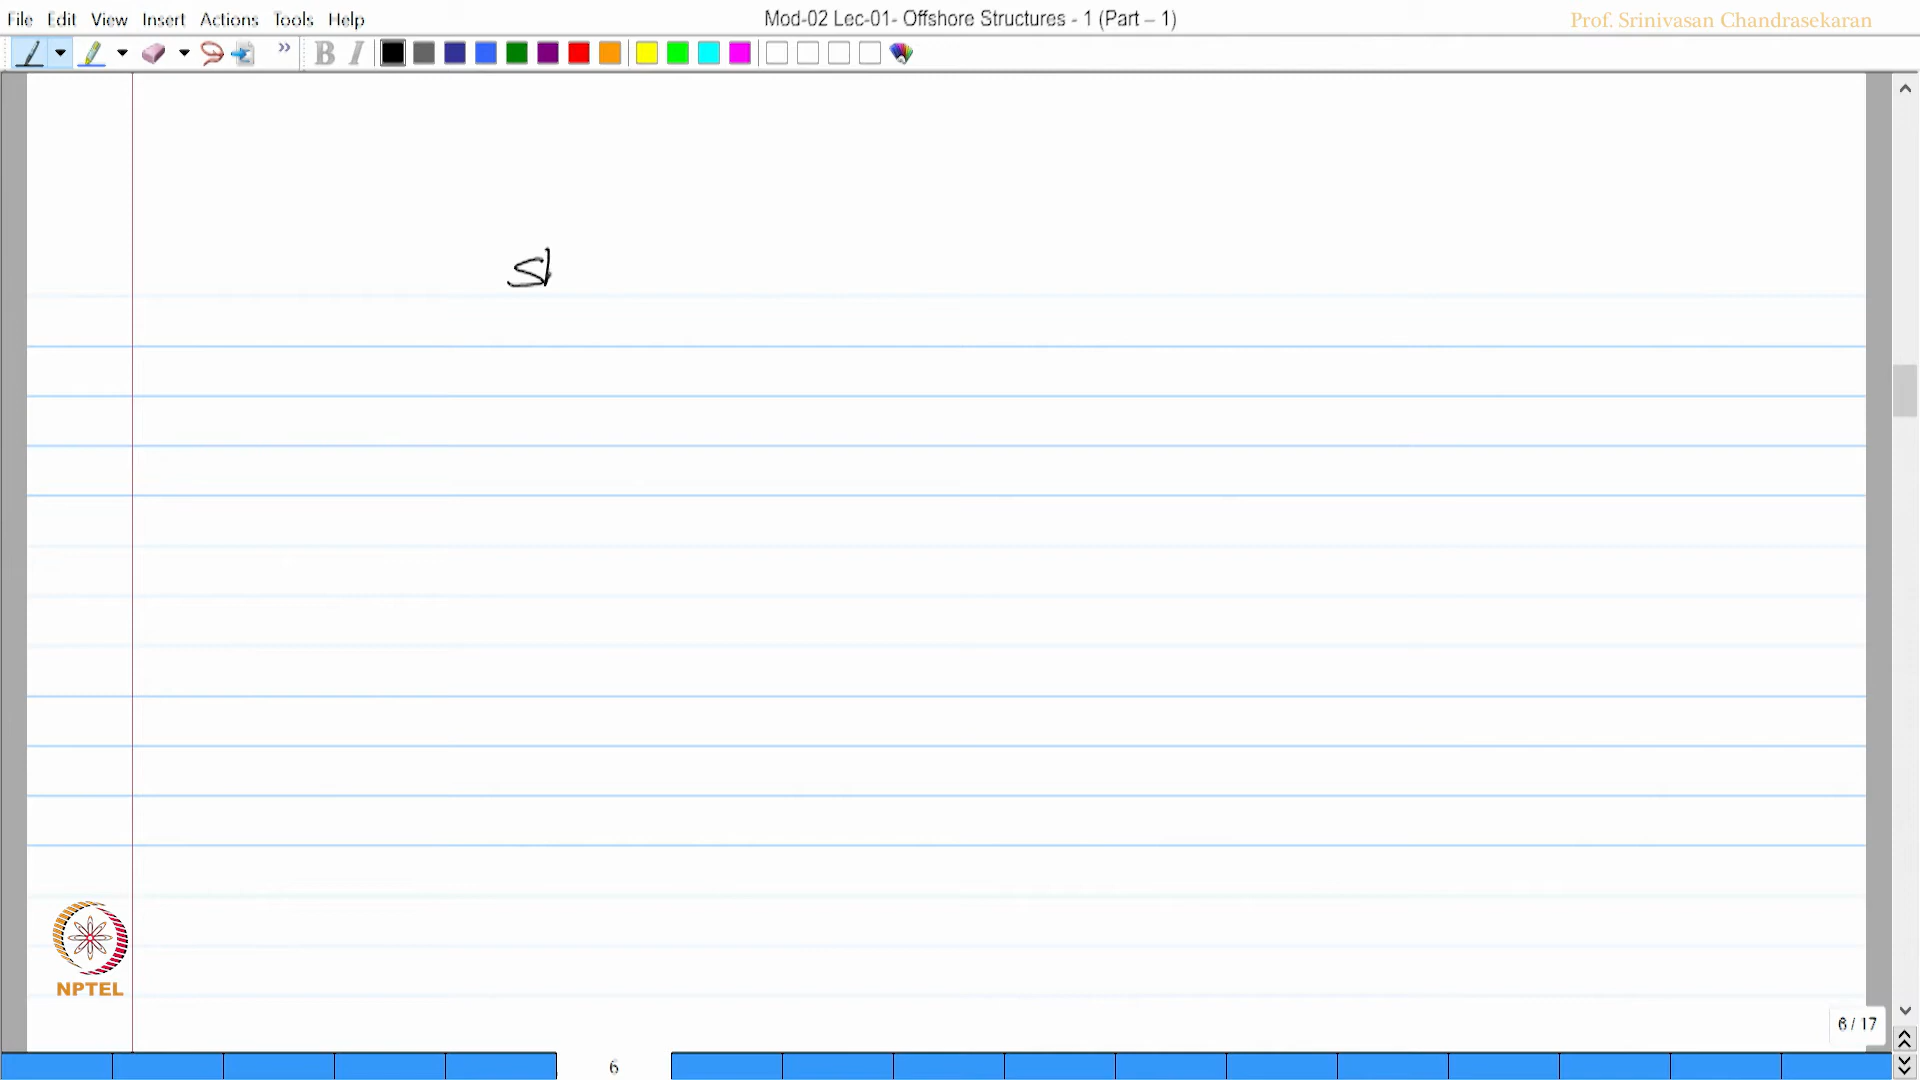 File Edit View Insert Actions Tools Help
Mod-02 Lec-01- Offshore Structures - 1 (Part – 1)
Prof. Srinivasan Chandrasekaran
B I
NPTEL
6 / 17
6